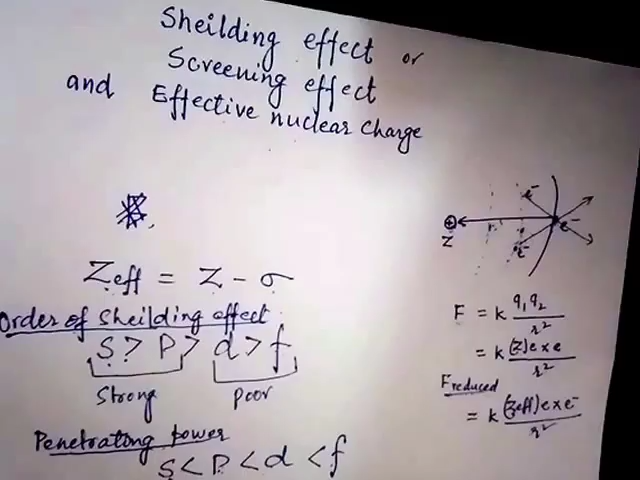 Sheilding effect or
Screening effect
and Effective nuclear charge
Zeff = Z - σ
Order of Sheilding effect
S > P > d > f
Strong poor
Penetrating power
S < P < d < f
e⁻
e⁻
e⁻
Z
r
F = k q₁q₂/r²
= k (Z)e x e/r²
Freduced
= k (Zeff)e x e⁻/r²